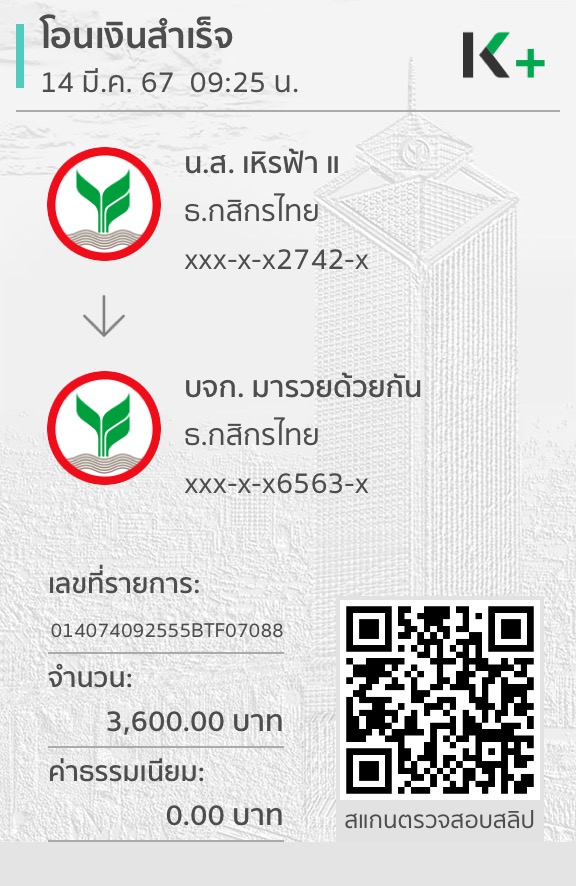 โอนเงินสำเร็จ
14 มี.ค. 67 09:25 น.
K+
น.ส. เหิรฟ้า แ
ธ.กสิกรไทย
xxx-x-x2742-x
บจก. มารวยด้วยกัน
ธ.กสิกรไทย
xxx-x-x6563-x
เลขที่รายการ:
014074092555BTF07088
จำนวน:
3,600.00 บาท
ค่าธรรมเนียม:
0.00 บาท
สแกนตรวจสอบสลิป